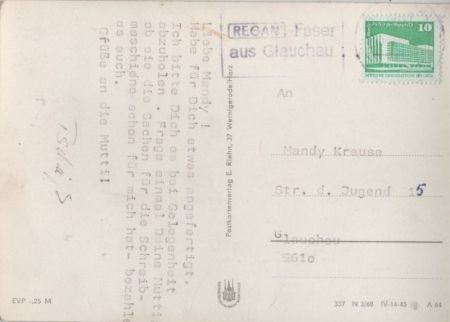 Liebe Mandy !
Habe für Dich etwas angefertigt.
Ich bitte Dich es bei Gelegenheit
abzuholen. Frage einmal Deine Mutti
ob sie die Sachen für die Schreib-
maschine schon für mich hat- bezahle
es auch.
Grüße an die Mutti!
REGAN Faser
aus Glauchau
10
An
Mandy Krause
Str. d. Jugend 15
Glauchau
9610
Postkartenverlag E. Riehn, 37 Wernigerode/Harz
EVP -,25 M
337 N 3/68 IV-14-45 A 64